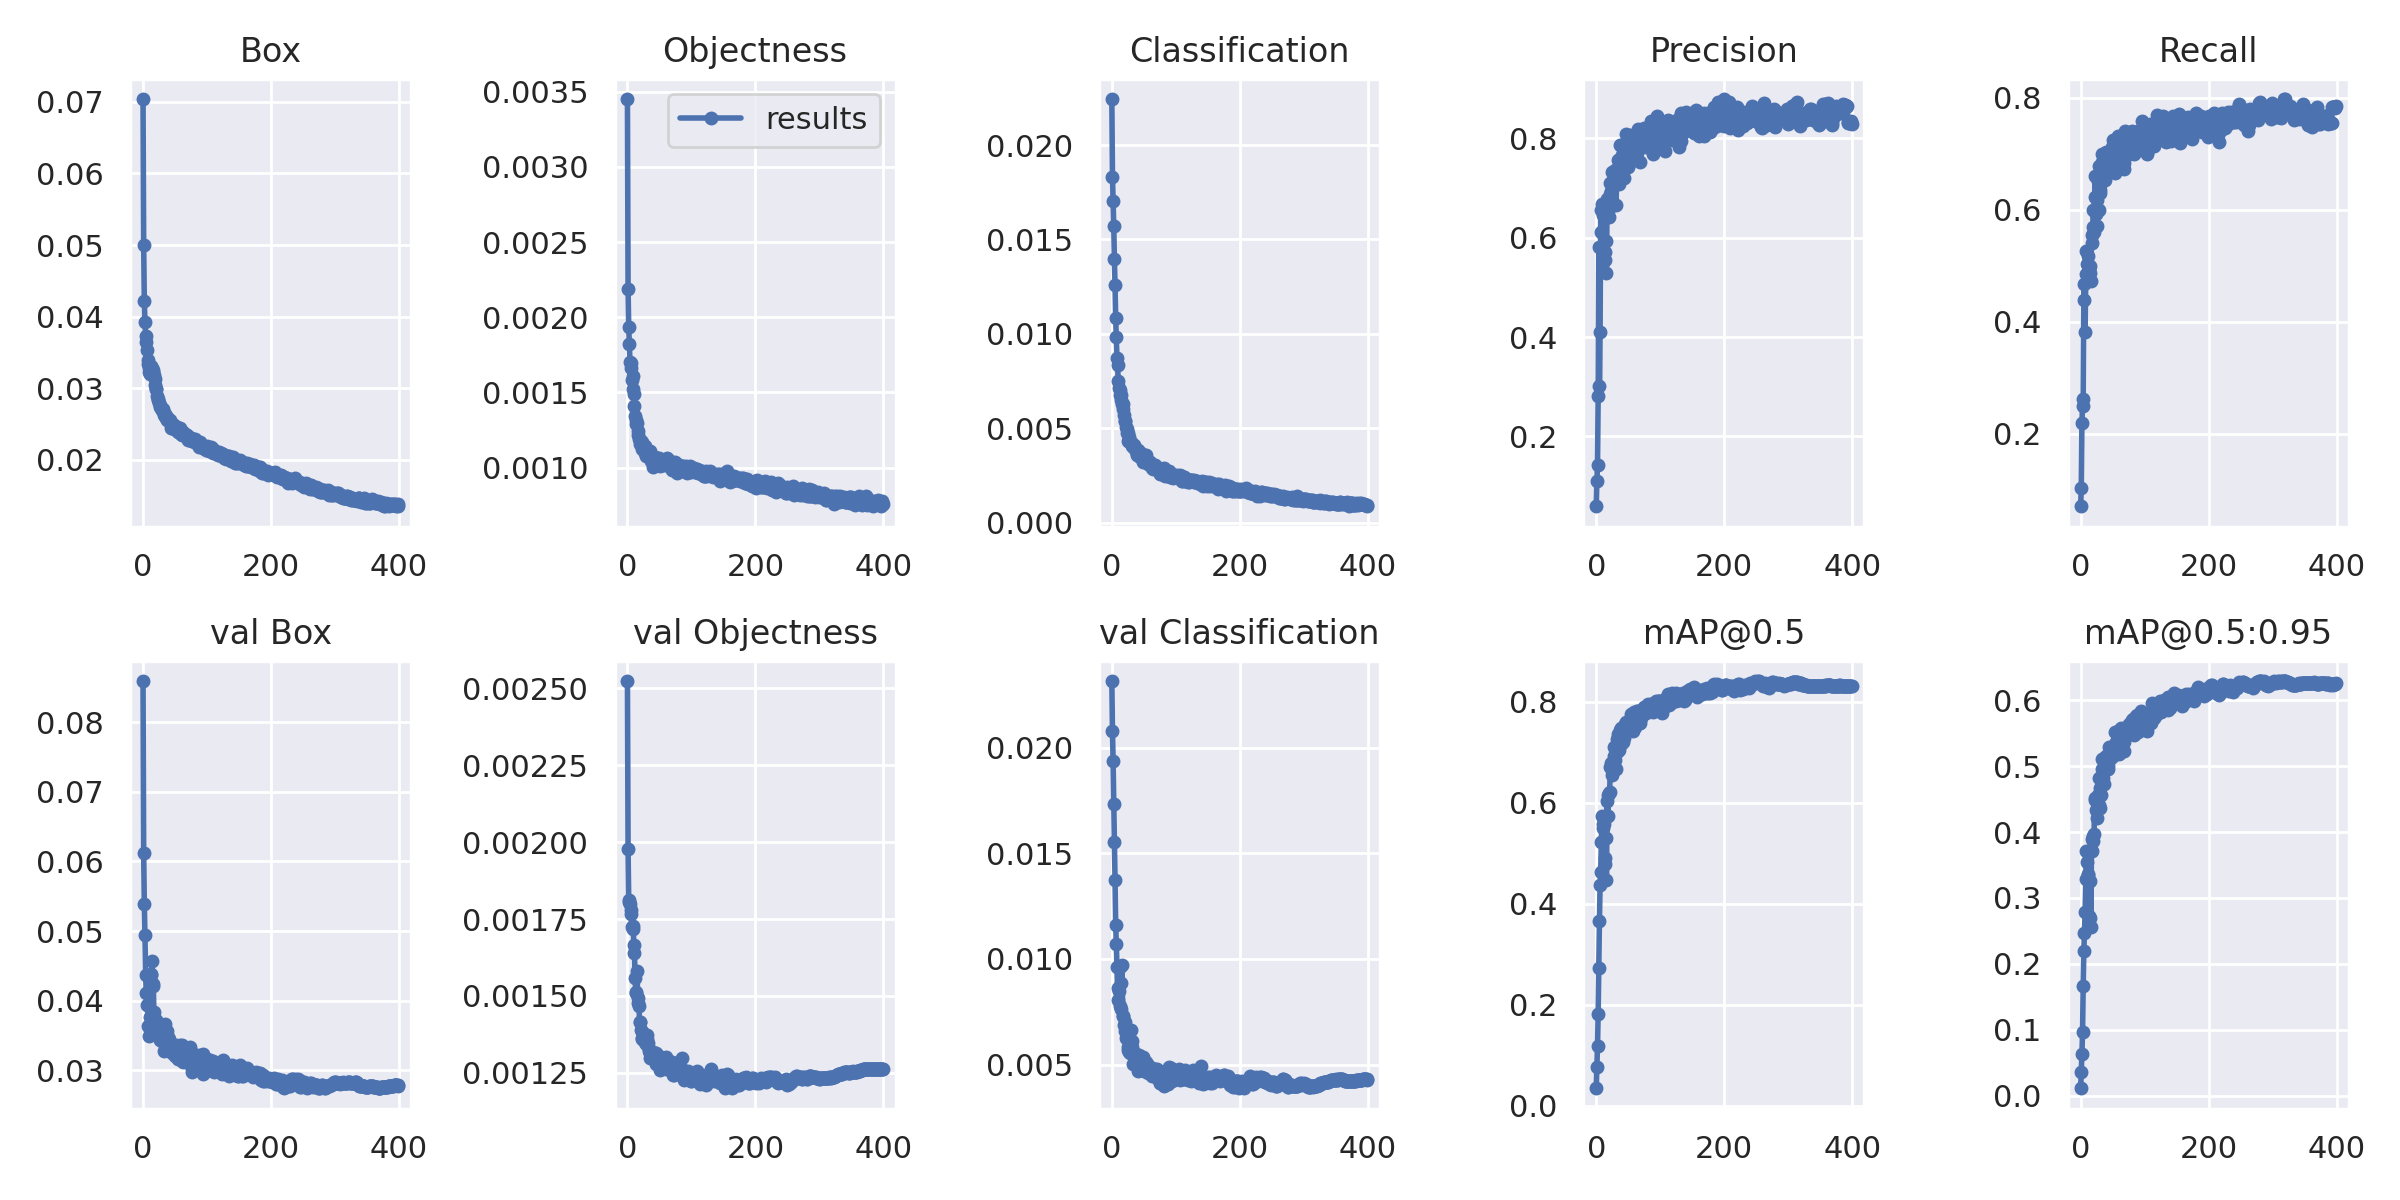 Box
0.07
0.06
0.05
0.04
0.03
0.02
0 200 400
Objectness
results
0.0035
0.0030
0.0025
0.0020
0.0015
0.0010
0 200 400
Classification
0.020
0.015
0.010
0.005
0.000
0 200 400
Precision
0.8
0.6
0.4
0.2
0 200 400
Recall
0.8
0.6
0.4
0.2
0 200 400
val Box
0.08
0.07
0.06
0.05
0.04
0.03
0 200 400
val Objectness
0.00250
0.00225
0.00200
0.00175
0.00150
0.00125
0 200 400
val Classification
0.020
0.015
0.010
0.005
0 200 400
mAP@0.5
0.8
0.6
0.4
0.2
0.0
0 200 400
mAP@0.5:0.95
0.6
0.5
0.4
0.3
0.2
0.1
0.0
0 200 400